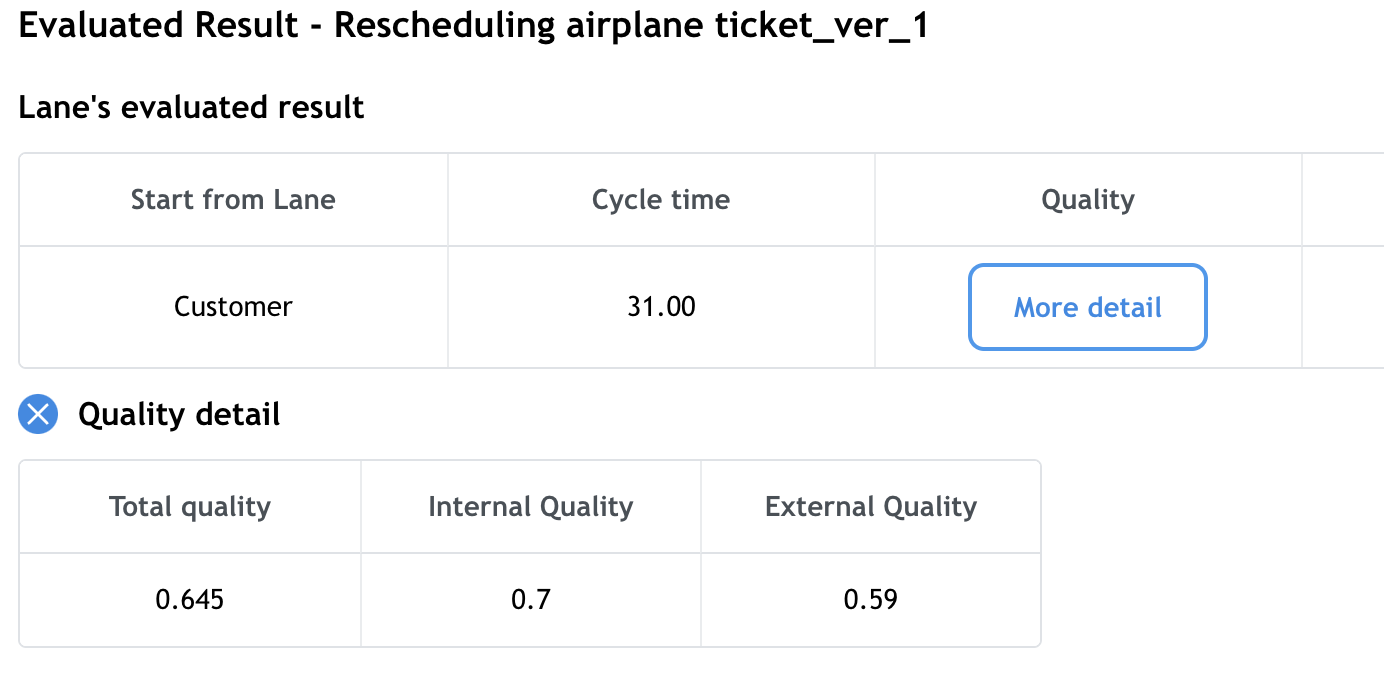 Evaluated Result - Rescheduling airplane ticket_ver_1
Lane's evaluated result
Start from Lane Cycle time Quality
Customer 31.00 More detail
Quality detail
Total quality Internal Quality External Quality
0.645 0.7 0.59